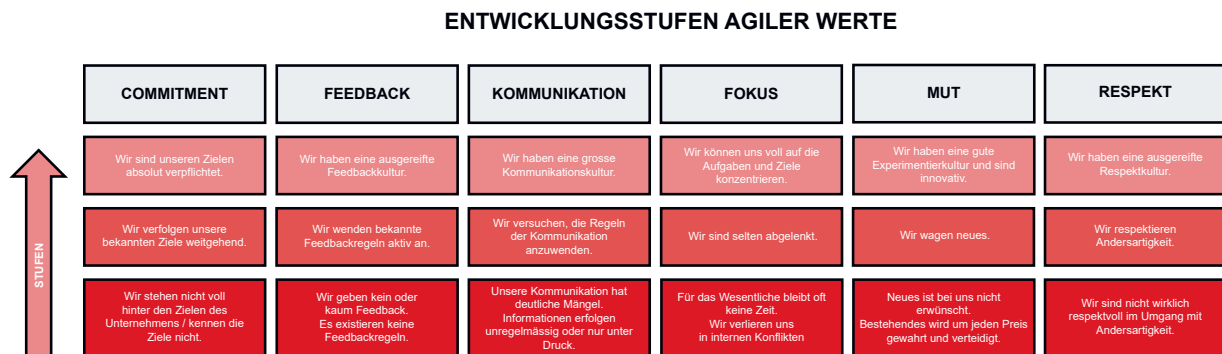 ENTWICKLUNGSSTUFEN AGILER WERTE
COMMITMENT
FEEDBACK
KOMMUNIKATION
FOKUS
MUT
RESPEKT
Wir sind unseren Zielen
absolut verpflichtet.
Wir haben eine ausgereifte
Feedbackkultur.
Wir haben eine grosse
Kommunikationskultur.
Wir können uns voll auf die
Aufgaben und Ziele
konzentrieren.
Wir haben eine gute
Experimentierkultur und sind
innovativ.
Wir haben eine ausgereifte
Respektkultur.
STUFEN
Wir verfolgen unsere
bekannten Ziele weitgehend.
Wir wenden bekannte
Feedbackregeln aktiv an.
Wir versuchen, die Regeln
der Kommunikation
anzuwenden.
Wir sind selten abgelenkt.
Wir wagen neues.
Wir respektieren
Andersartigkeit.
Wir stehen nicht voll
hinter den Zielen des
Unternehmens / kennen die
Ziele nicht.
Wir geben kein oder
kaum Feedback.
Es existieren keine
Feedbackregeln.
Unsere Kommunikation hat
deutliche Mängel.
Informationen erfolgen
unregelmässig oder nur unter
Druck.
Für das Wesentliche bleibt oft
keine Zeit.
Wir verlieren uns
in internen Konflikten
Neues ist bei uns nicht
erwünscht.
Bestehendes wird um jeden Preis
gewahrt und verteidigt.
Wir sind nicht wirklich
respektvoll im Umgang mit
Andersartigkeit.